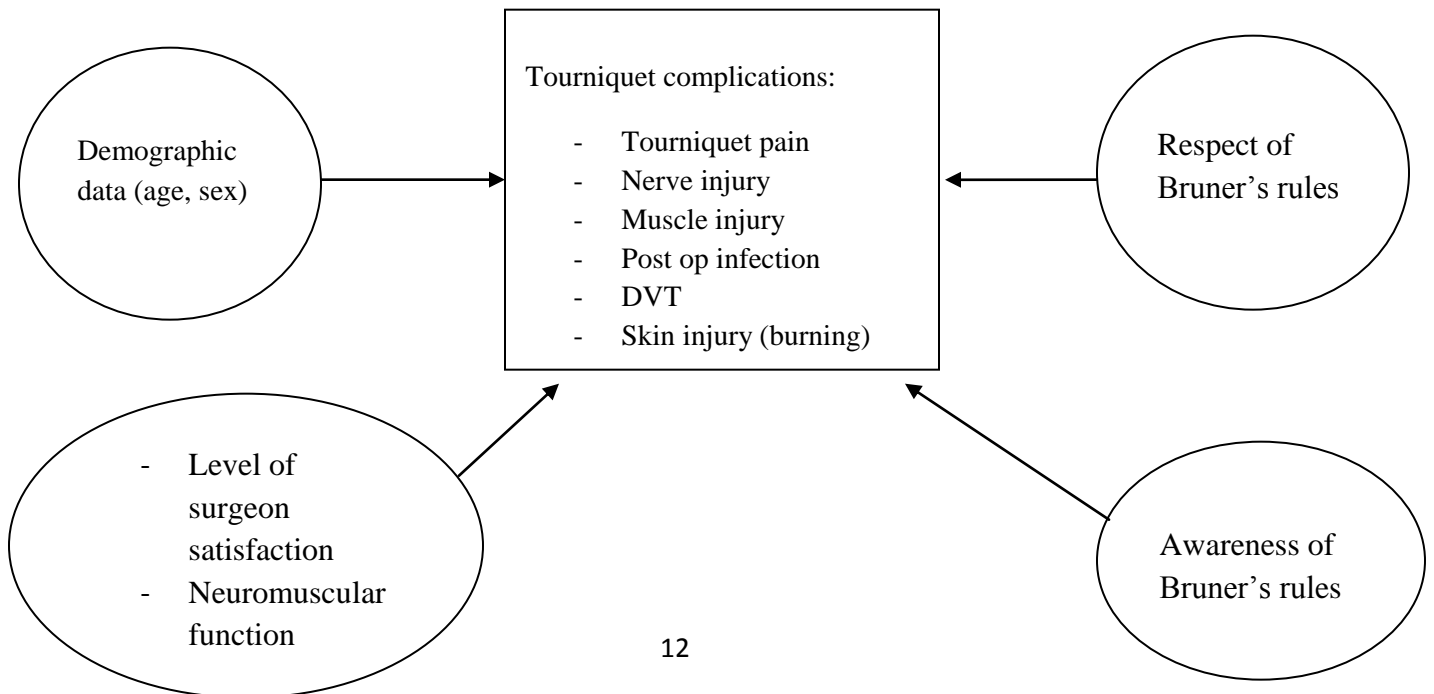 Tourniquet complications:
- Tourniquet pain
- Nerve injury
- Muscle injury
- Post op infection
- DVT
- Skin injury (burning)
Demographic
data (age, sex)
Respect of
Bruner’s rules
- Level of
surgeon
satisfaction
- Neuromuscular
function
Awareness of
Bruner’s rules
12